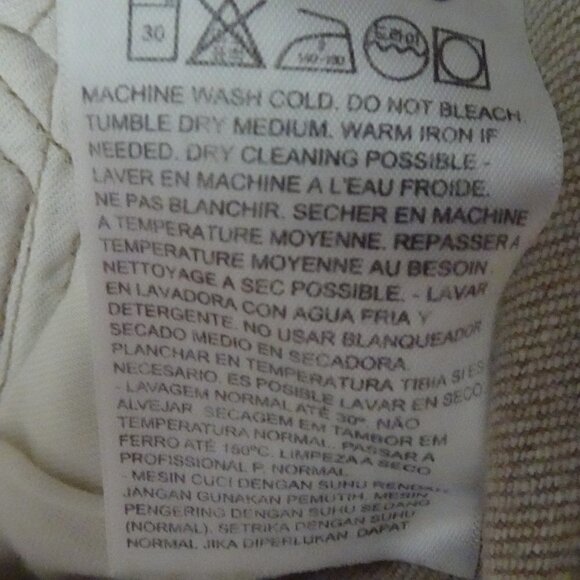 30
MACHINE WASH COLD. DO NOT BLEACH
TUMBLE DRY MEDIUM. WARM IRON IF
NEEDED. DRY CLEANING POSSIBLE -
LAVER EN MACHINE A L'EAU FROIDE.
NE PAS BLANCHIR. SECHER EN MACHINE
A TEMPERATURE MOYENNE. REPASSER A
TEMPERATURE MOYENNE AU BESOIN.
NETTOYAGE A SEC POSSIBLE. - LAVAR
EN LAVADORA CON AGUA FRIA Y
DETERGENTE. NO USAR BLANQUEADOR
SECADO MEDIO EN SECADORA.
PLANCHAR EN TEMPERATURA TIBIA SI ES
NECESARIO. ES POSIBLE LAVAR EN SECO
- LAVAGEM NORMAL ATÉ 30º. NÃO
ALVEJAR. SECAGEM EM TAMBOR EM
TEMPERATURA NORMAL. PASSAR A
FERRO ATÉ 150ºC. LIMPEZA A SECO
PROFISSIONAL P, NORMAL
- MESIN CUCI DENGAN SUHU RENDAH.
JANGAN GUNAKAN PEMUTIH. MESIN
PENGERING DENGAN SUHU SEDANG
(NORMAL). SETRIKA DENGAN SUHU
NORMAL JIKA DIPERLUKAN. DAPAT